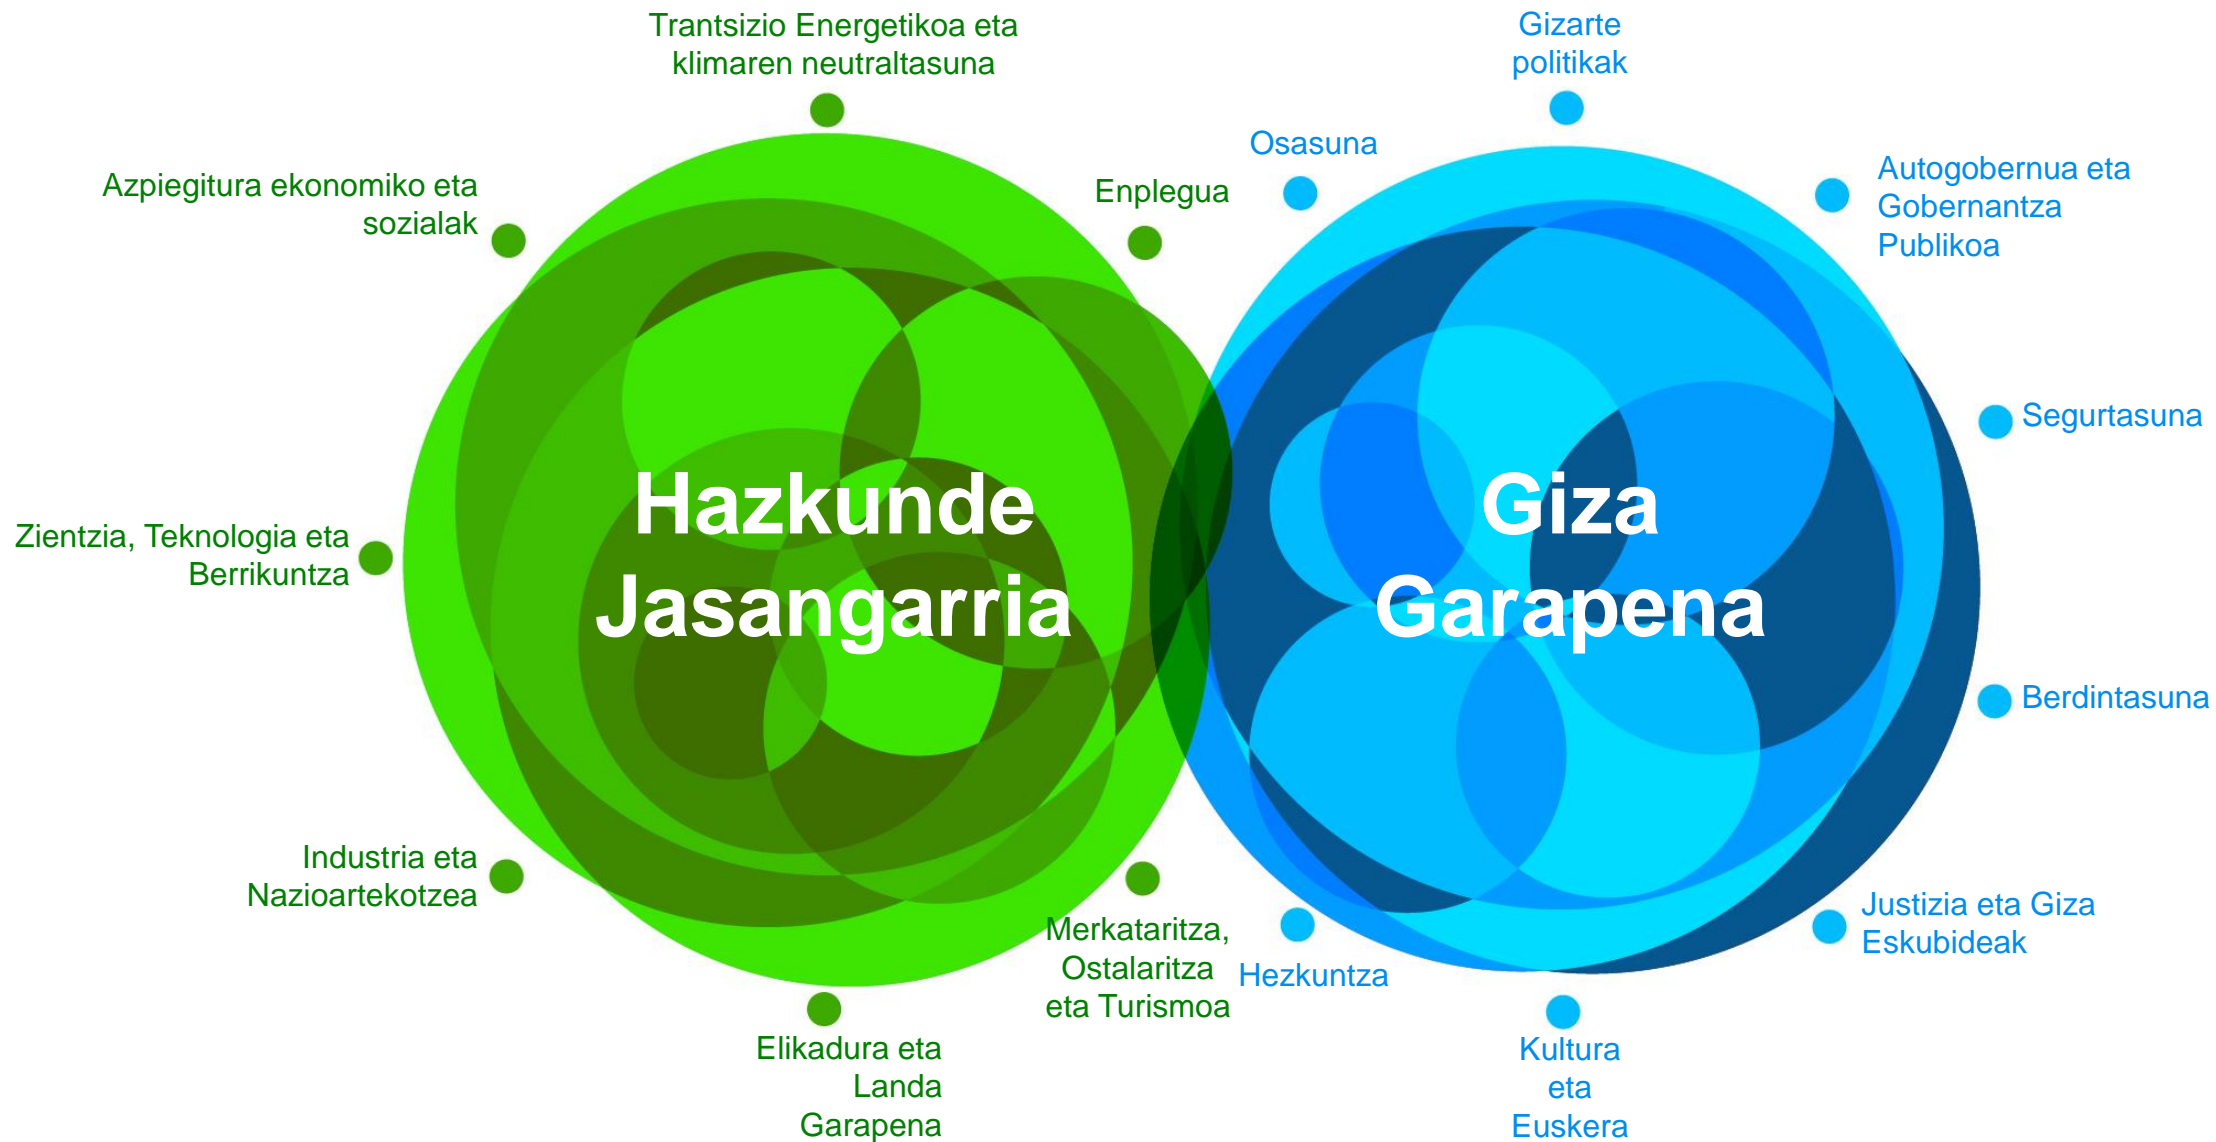 Trantsizio Energetikoa eta
klimaren neutraltasuna
Azpiegitura ekonomiko eta
sozialak
Enplegua
Zientzia, Teknologia eta
Berrikuntza
Hazkunde
Jasangarria
Industria eta
Nazioartekotzea
Merkataritza,
Ostalaritza
eta Turismoa
Elikadura eta
Landa
Garapena
Gizarte
politikak
Osasuna
Autogobernua eta
Gobernantza
Publikoa
Segurtasuna
Giza
Garapena
Berdintasuna
Justizia eta Giza
Eskubideak
Hezkuntza
Kultura
eta
Euskera